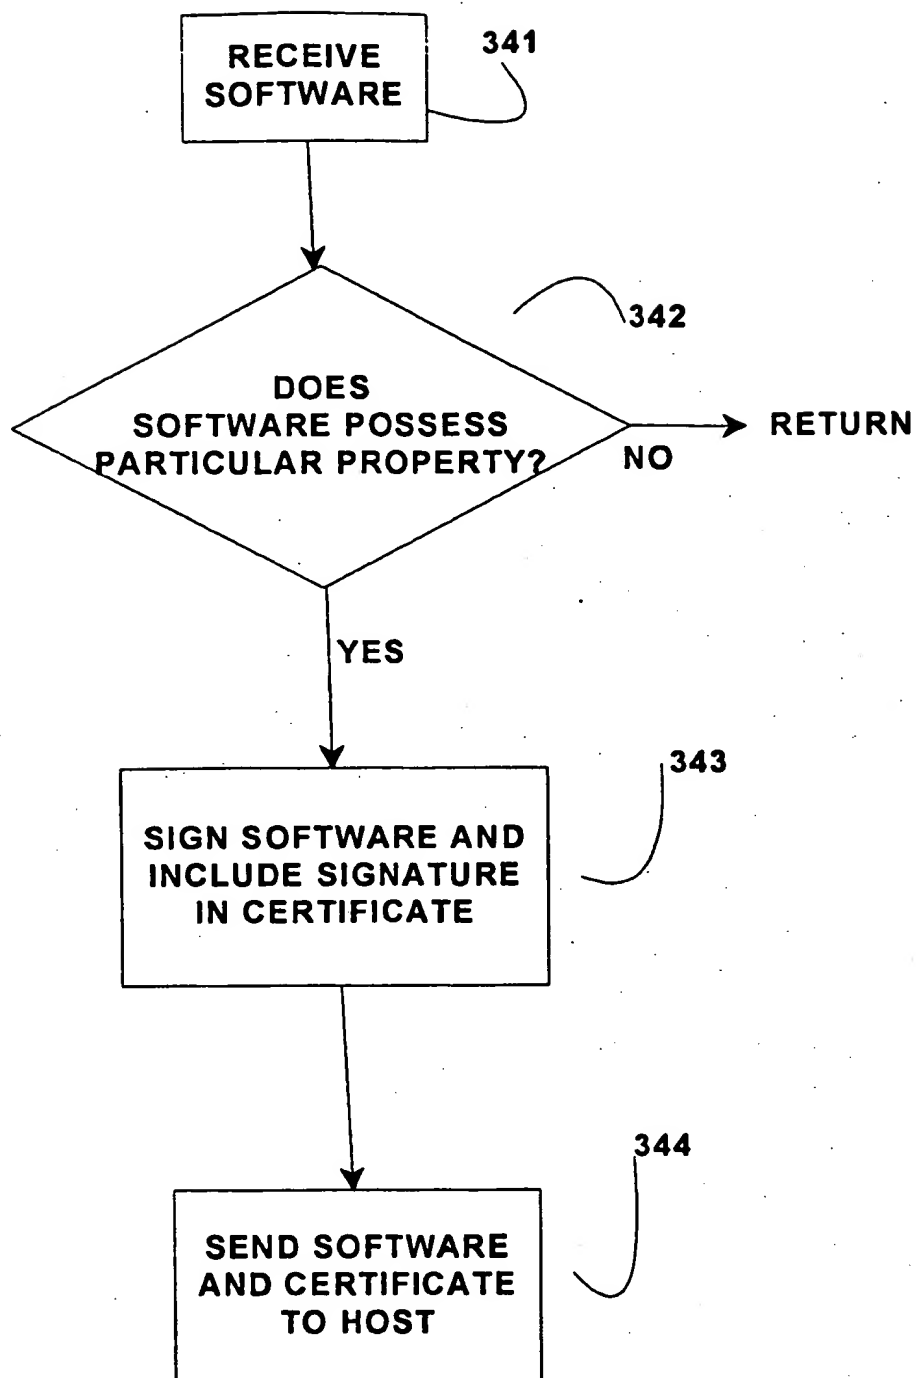 RECEIVE
SOFTWARE
341
342
DOES
SOFTWARE POSSESS
PARTICULAR PROPERTY?
RETURN
NO
YES
343
SIGN SOFTWARE AND
INCLUDE SIGNATURE
IN CERTIFICATE
344
SEND SOFTWARE
AND CERTIFICATE
TO HOST